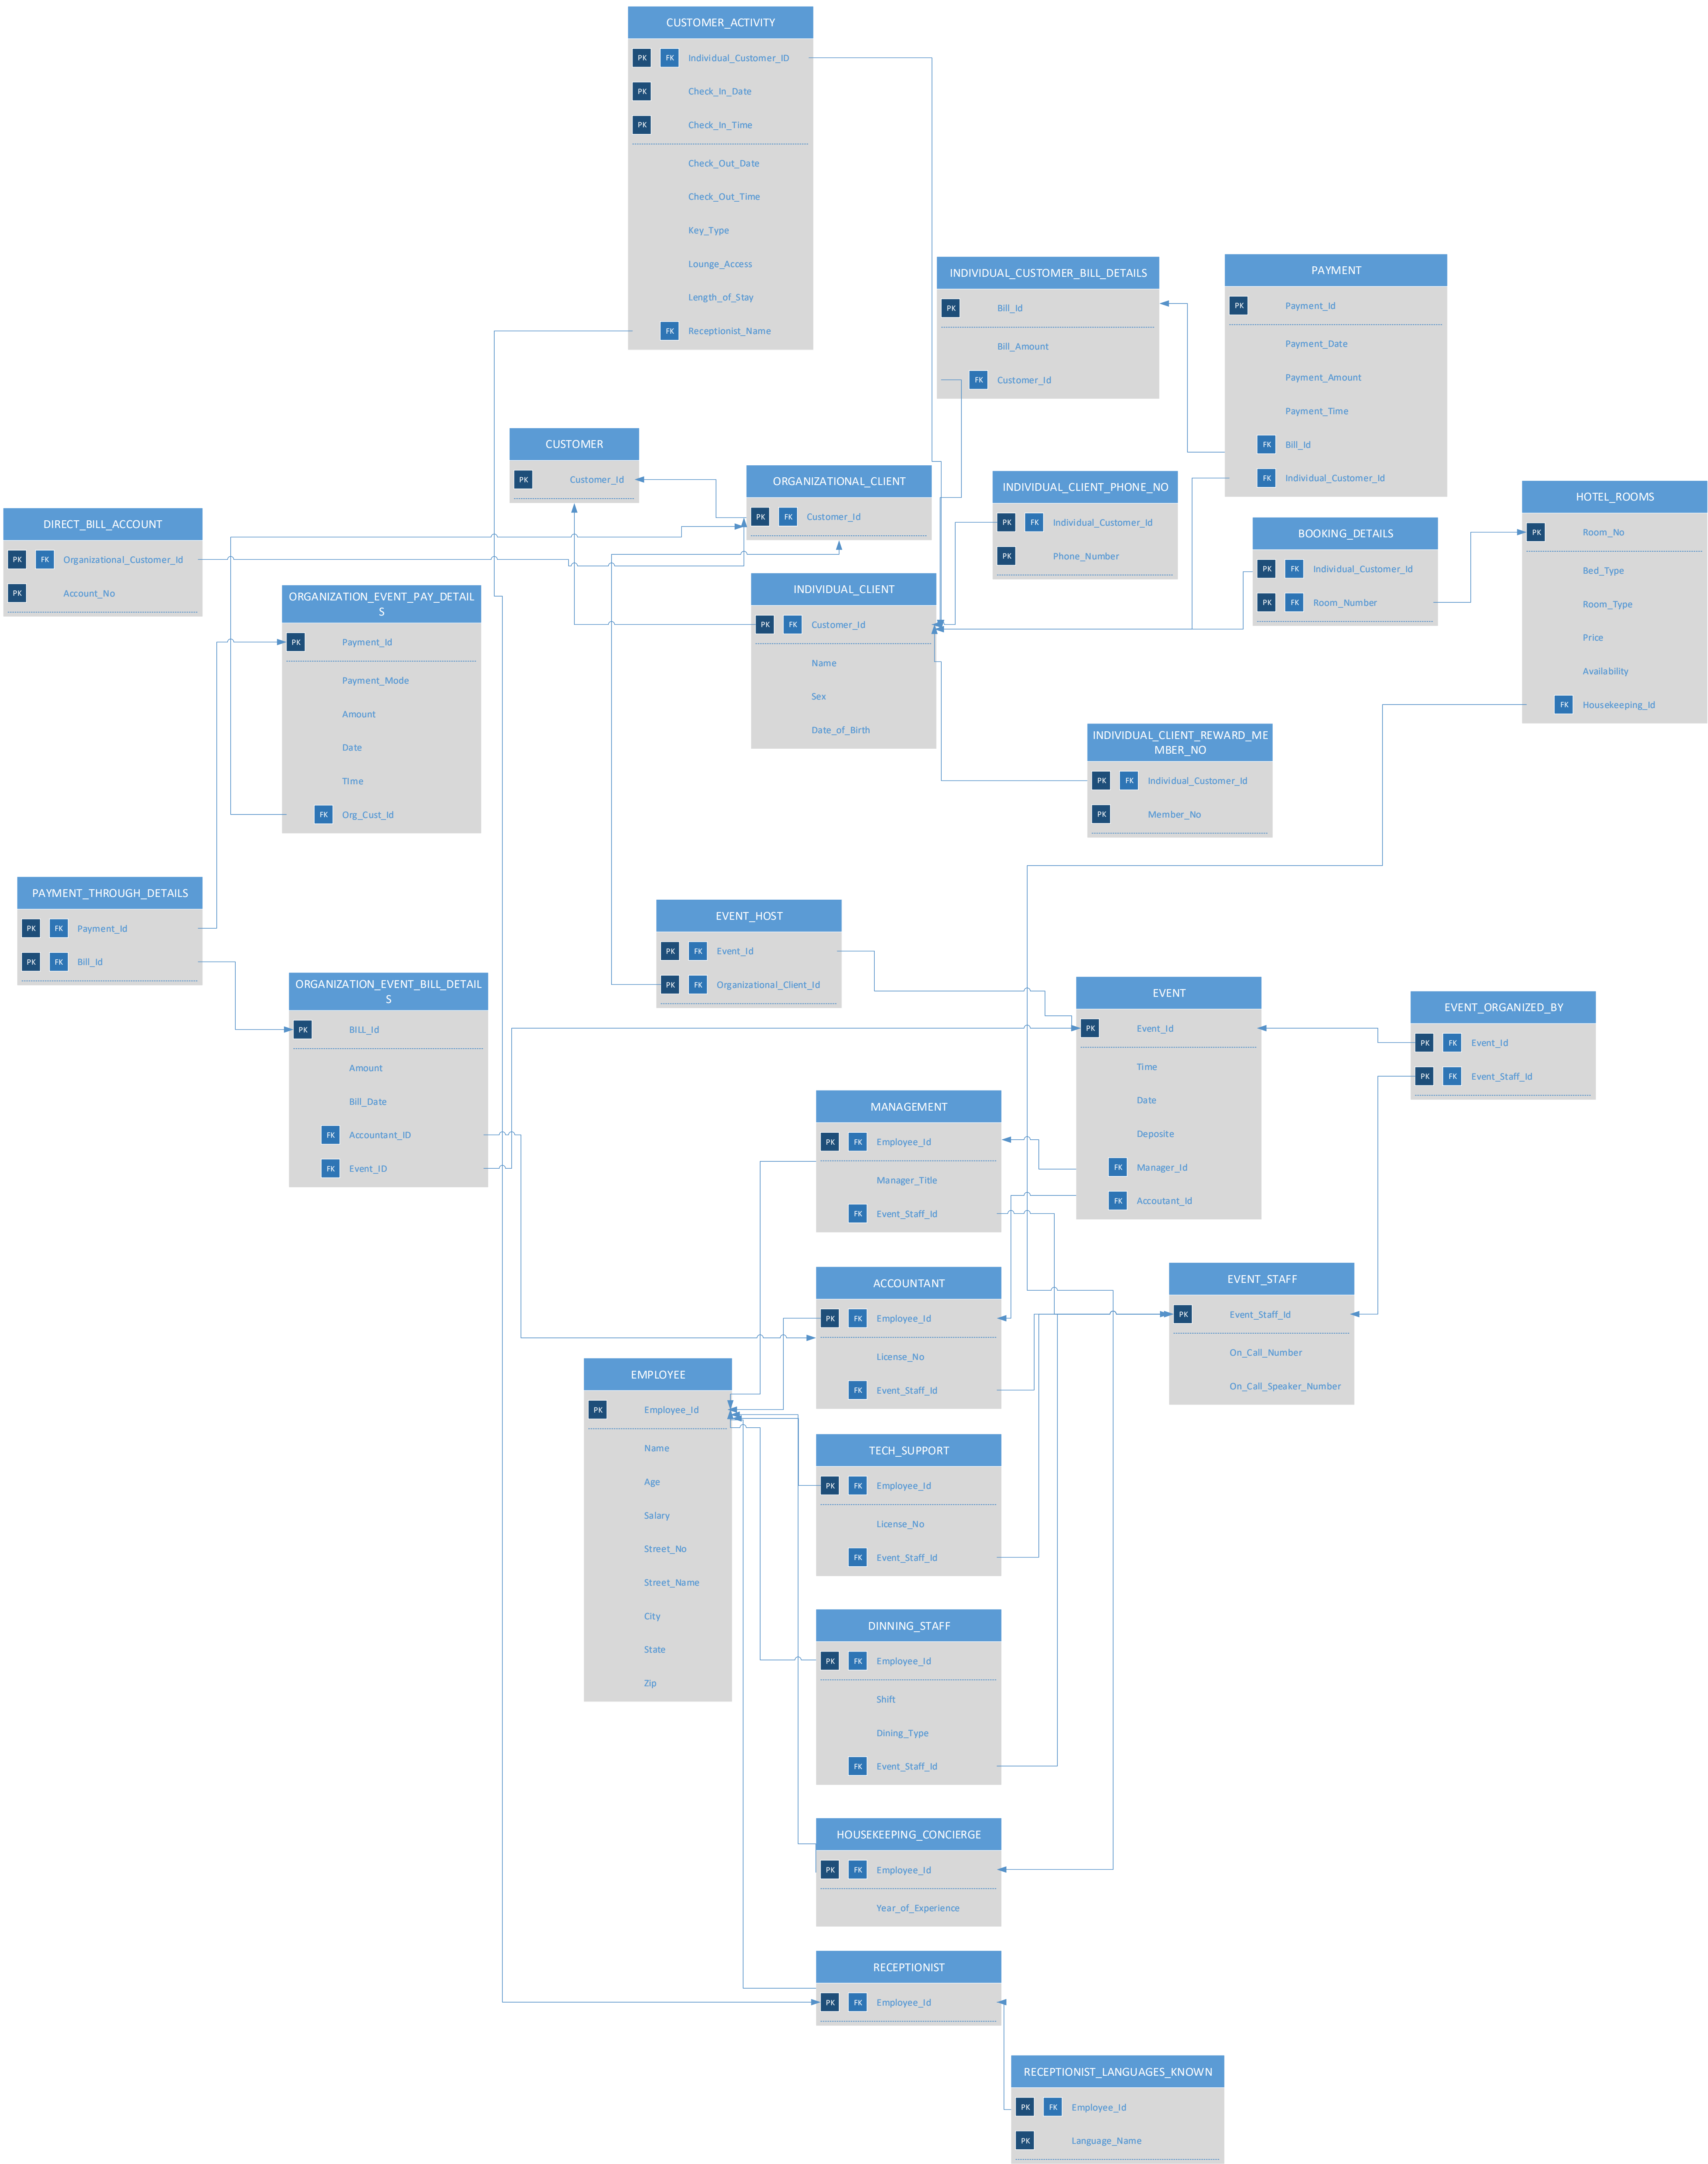 CUSTOMER_ACTIVITY
PK FK Individual_Customer_ID
PK Check_In_Date
PK Check_In_Time
Check_Out_Date
Check_Out_Time
Key_Type
Lounge_Access
Length_of_Stay
FK Receptionist_Name
INDIVIDUAL_CUSTOMER_BILL_DETAILS
PK Bill_Id
Bill_Amount
FK Customer_Id
PAYMENT
PK Payment_Id
Payment_Date
Payment_Amount
Payment_TIme
FK Bill_Id
FK Individual_Customer_Id
CUSTOMER
PK Customer_Id
ORGANIZATIONAL_CLIENT
PK FK Customer_Id
INDIVIDUAL_CLIENT_PHONE_NO
PK FK Individual_Customer_Id
PK Phone_Number
HOTEL_ROOMS
PK Room_No
Bed_Type
Room_Type
Price
Availability
FK Housekeeping_Id
BOOKING_DETAILS
PK FK Individual_Customer_Id
PK FK Room_Number
DIRECT_BILL_ACCOUNT
PK FK Organizational_Customer_Id
PK Account_No
ORGANIZATION_EVENT_PAY_DETAIL
S
PK Payment_Id
Payment_Mode
Amount
Date
TIme
FK Org_Cust_Id
INDIVIDUAL_CLIENT
PK FK Customer_Id
Name
Sex
Date_of_Birth
INDIVIDUAL_CLIENT_REWARD_ME
MBER_NO
PK FK Individual_Customer_Id
PK Member_No
PAYMENT_THROUGH_DETAILS
PK FK Payment_Id
PK FK Bill_Id
EVENT_HOST
PK FK Event_Id
PK FK Organizational_Client_Id
ORGANIZATION_EVENT_BILL_DETAIL
S
PK BILL_Id
Amount
Bill_Date
FK Accountant_ID
FK Event_ID
EVENT
PK Event_Id
Time
Date
Deposite
FK Manager_Id
FK Accoutant_Id
EVENT_ORGANIZED_BY
PK FK Event_Id
PK FK Event_Staff_Id
MANAGEMENT
PK FK Employee_Id
Manager_Title
FK Event_Staff_Id
ACCOUNTANT
PK FK Employee_Id
License_No
FK Event_Staff_Id
EVENT_STAFF
PK Event_Staff_Id
On_Call_Number
On_Call_Speaker_Number
EMPLOYEE
PK Employee_Id
Name
Age
Salary
Street_No
Street_Name
City
State
Zip
TECH_SUPPORT
PK FK Employee_Id
License_No
FK Event_Staff_Id
DINNING_STAFF
PK FK Employee_Id
Shift
Dining_Type
FK Event_Staff_Id
HOUSEKEEPING_CONCIERGE
PK FK Employee_Id
Year_of_Experience
RECEPTIONIST
PK FK Employee_Id
RECEPTIONIST_LANGUAGES_KNOWN
PK FK Employee_Id
PK Language_Name